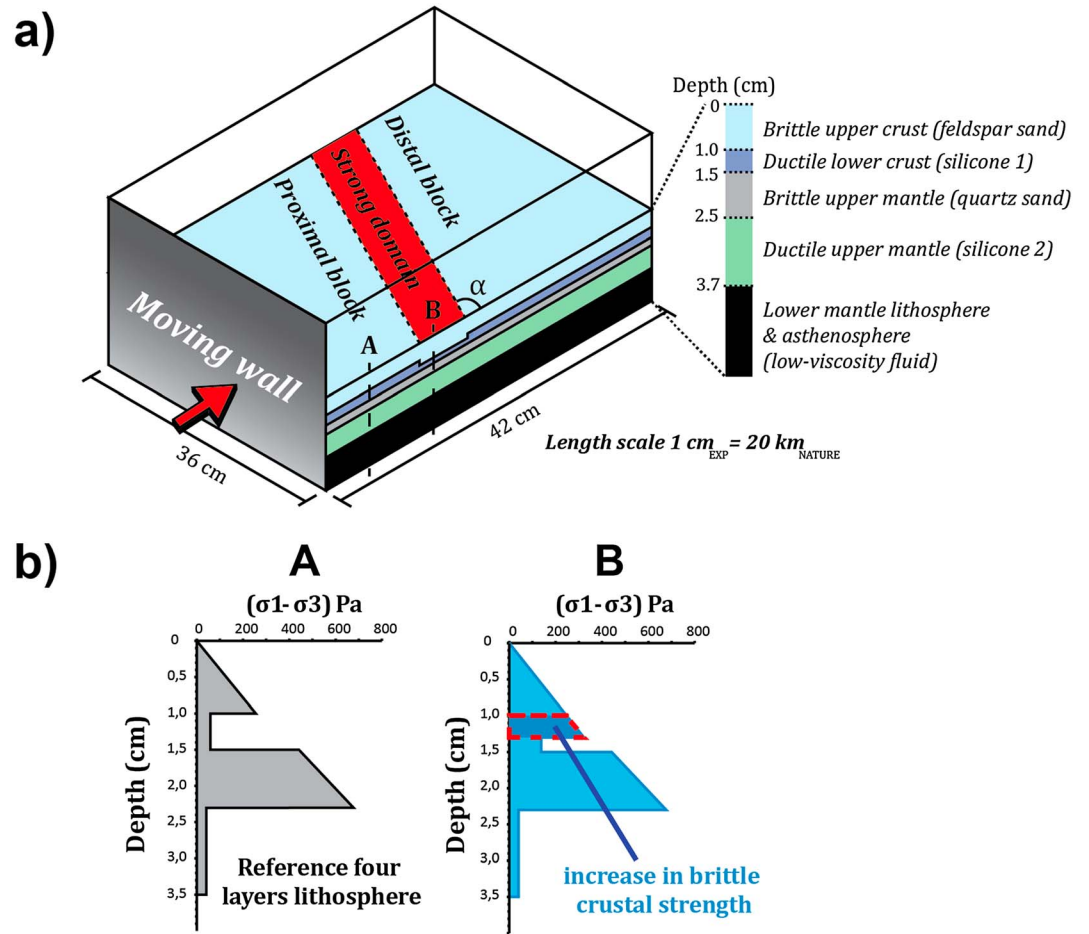 a)
Depth (cm)
0
Brittle upper crust (feldspar sand)
1.0
Ductile lower crust (silicone 1)
1.5
Brittle upper mantle (quartz sand)
2.5
Ductile upper mantle (silicone 2)
3.7
Lower mantle lithosphere
& asthenosphere
(low-viscosity fluid)
Distal block
Strong domain
Proximal block
α
B
A
Moving wall
36 cm
42 cm
Length scale 1 cm EXP = 20 km NATURE
b)
A
(σ1- σ3) Pa
0 200 400 600 800
0
0,5
1,0
1,5
2,0
2,5
3,0
3,5
Depth (cm)
Reference four
layers lithosphere
B
(σ1- σ3) Pa
0 200 400 600 800
0
0,5
1,0
1,5
2,0
2,5
3,0
3,5
Depth (cm)
increase in brittle
crustal strength